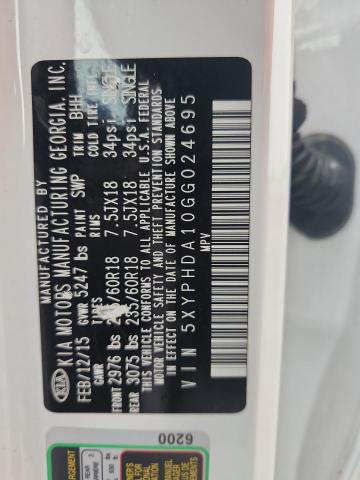 MANUFACTURED BY
KIA KIA MOTORS MANUFACTURING GEORGIA, INC.
FEB/12/15 GVWR 5247 lbs PAINT SWP TRIM BHH
GAWR TIRES RIMS COLD TIRE INFL
FRONT 2976 lbs 60R18 7.5JX18 34psi SINGLE
REAR 3075 lbs 235/60R18 7.5JX18 34psi SINGLE
THIS VEHICLE CONFORMS TO ALL APPLICABLE U.S.A. FEDERAL
MOTOR VEHICLE SAFETY AND THEFT PREVENTION STANDARDS
IN EFFECT ON THE DATE OF MANUFACTURE SHOWN ABOVE.
VIN 5XYPHDA10GG024695
MPV
6200